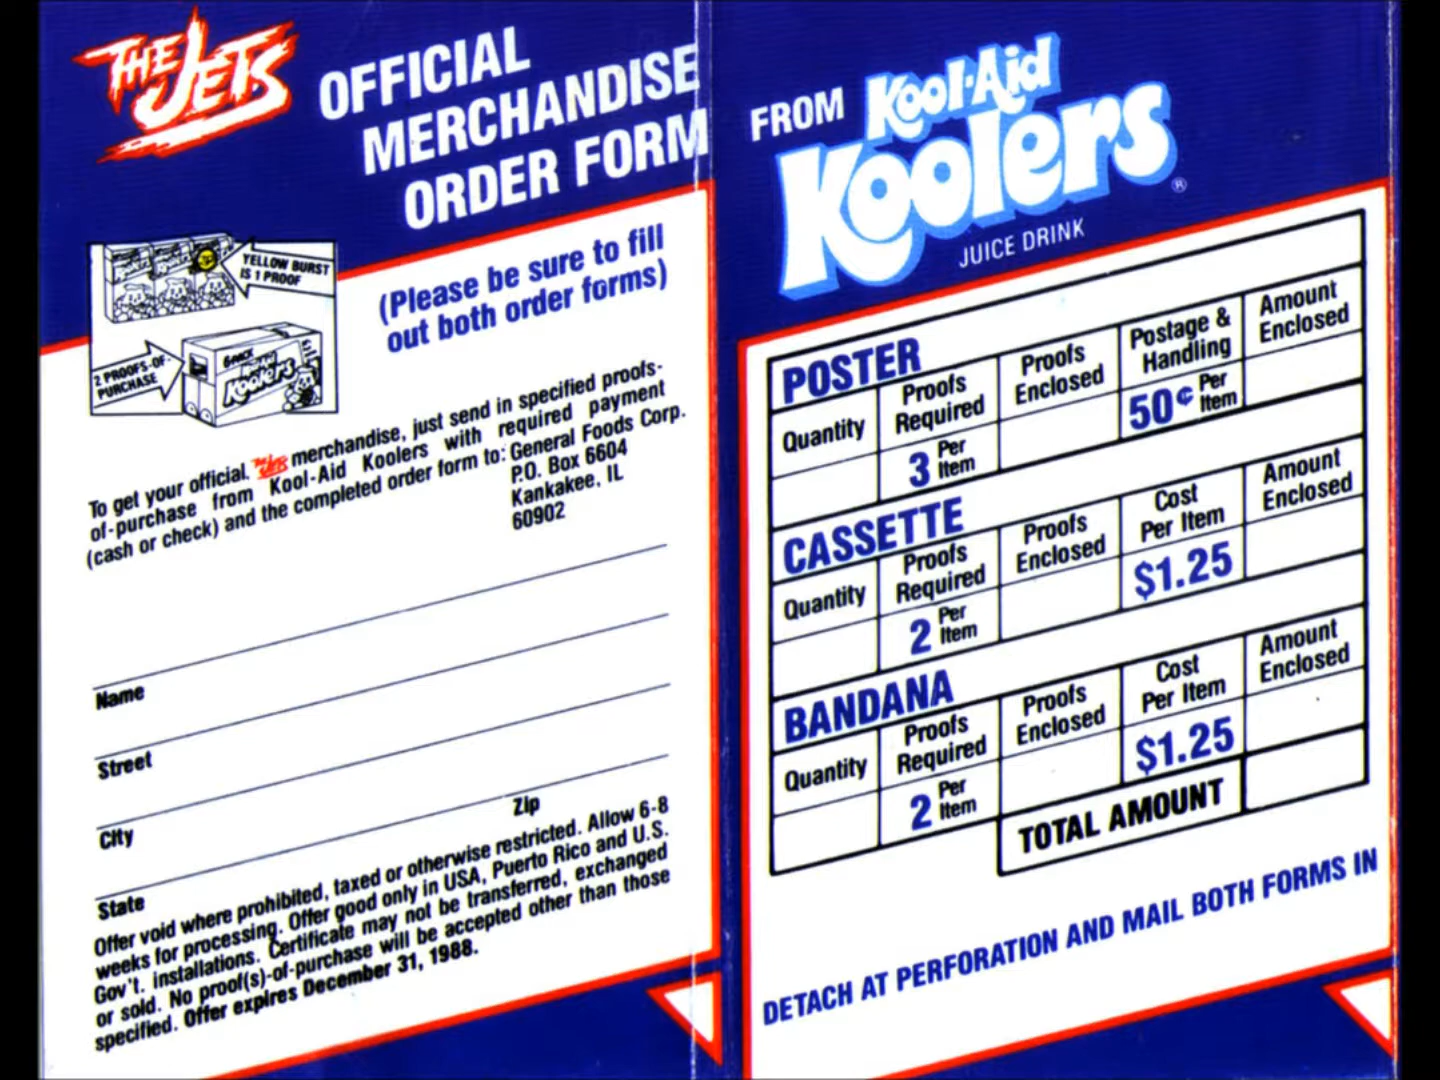 THE JETS
OFFICIAL
MERCHANDISE
ORDER FORM
YELLOW BURST
IS 1 PROOF
Koolers
6-PACK
Koolers
2 PROOFS-OF-
PURCHASE
(Please be sure to fill
out both order forms)
To get your official THE JETS merchandise, just send in specified proofs-
of-purchase from Kool-Aid Koolers with required payment
(cash or check) and the completed order form to: General Foods Corp.
P.O. Box 6604
Kankakee, IL
60902
Name
Street
City
Zip
State
Offer void where prohibited, taxed or otherwise restricted. Allow 6-8
weeks for processing. Offer good only in USA, Puerto Rico and U.S.
Gov't. installations. Certificate may not be transferred, exchanged
or sold. No proof(s)-of-purchase will be accepted other than those
specified. Offer expires December 31, 1988.
FROM Kool-Aid
Koolers®
JUICE DRINK
POSTER
Quantity
Proofs
Required
Proofs
Enclosed
Postage &
Handling
Amount
Enclosed
3 Per
Item
50¢ Per
Item
CASSETTE
Quantity
Proofs
Required
Proofs
Enclosed
Cost
Per Item
Amount
Enclosed
2 Per
Item
$1.25
BANDANA
Quantity
Proofs
Required
Proofs
Enclosed
Cost
Per Item
Amount
Enclosed
2 Per
Item
$1.25
TOTAL AMOUNT
DETACH AT PERFORATION AND MAIL BOTH FORMS IN